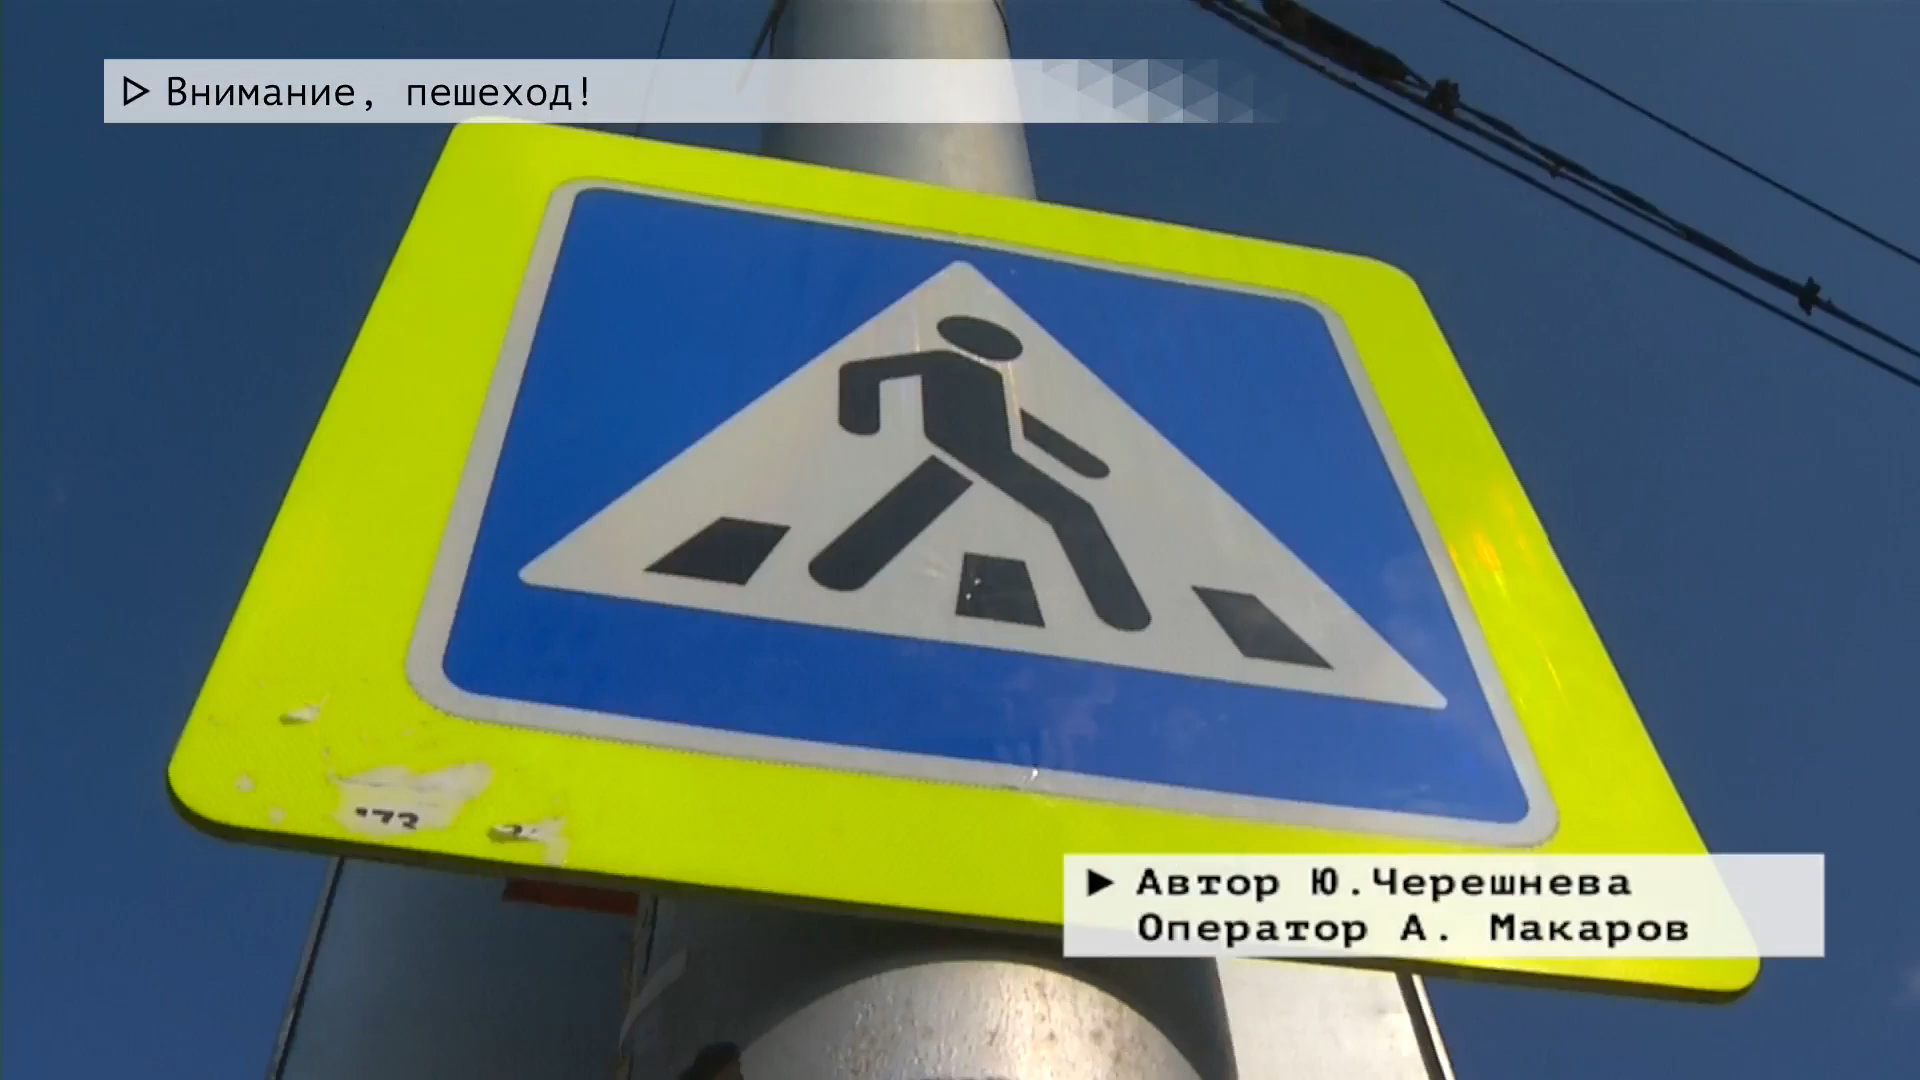 Внимание, пешеход!
Автор Ю.Черешнева
Оператор А. Макаров